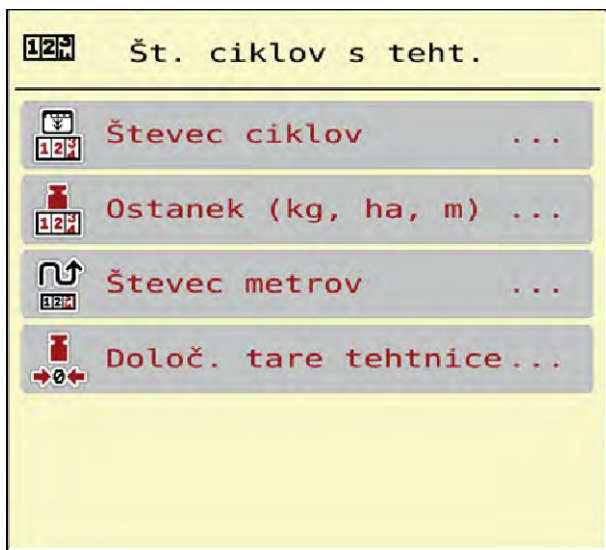 Št. ciklov s teht.
Števec ciklov ...
Ostanek (kg, ha, m) ...
Števec metrov ...
Določ. tare tehtnice...